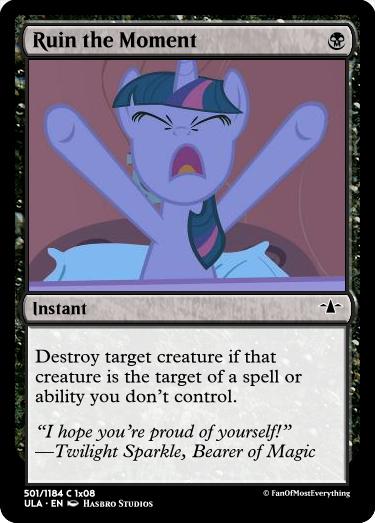 Ruin the Moment
Instant
Destroy target creature if that
creature is the target of a spell or
ability you don’t control.
“I hope you’re proud of yourself!”
—Twilight Sparkle, Bearer of Magic
501/1184 C 1x08
ULA • EN Hasbro Studios
© FanOfMostEverything